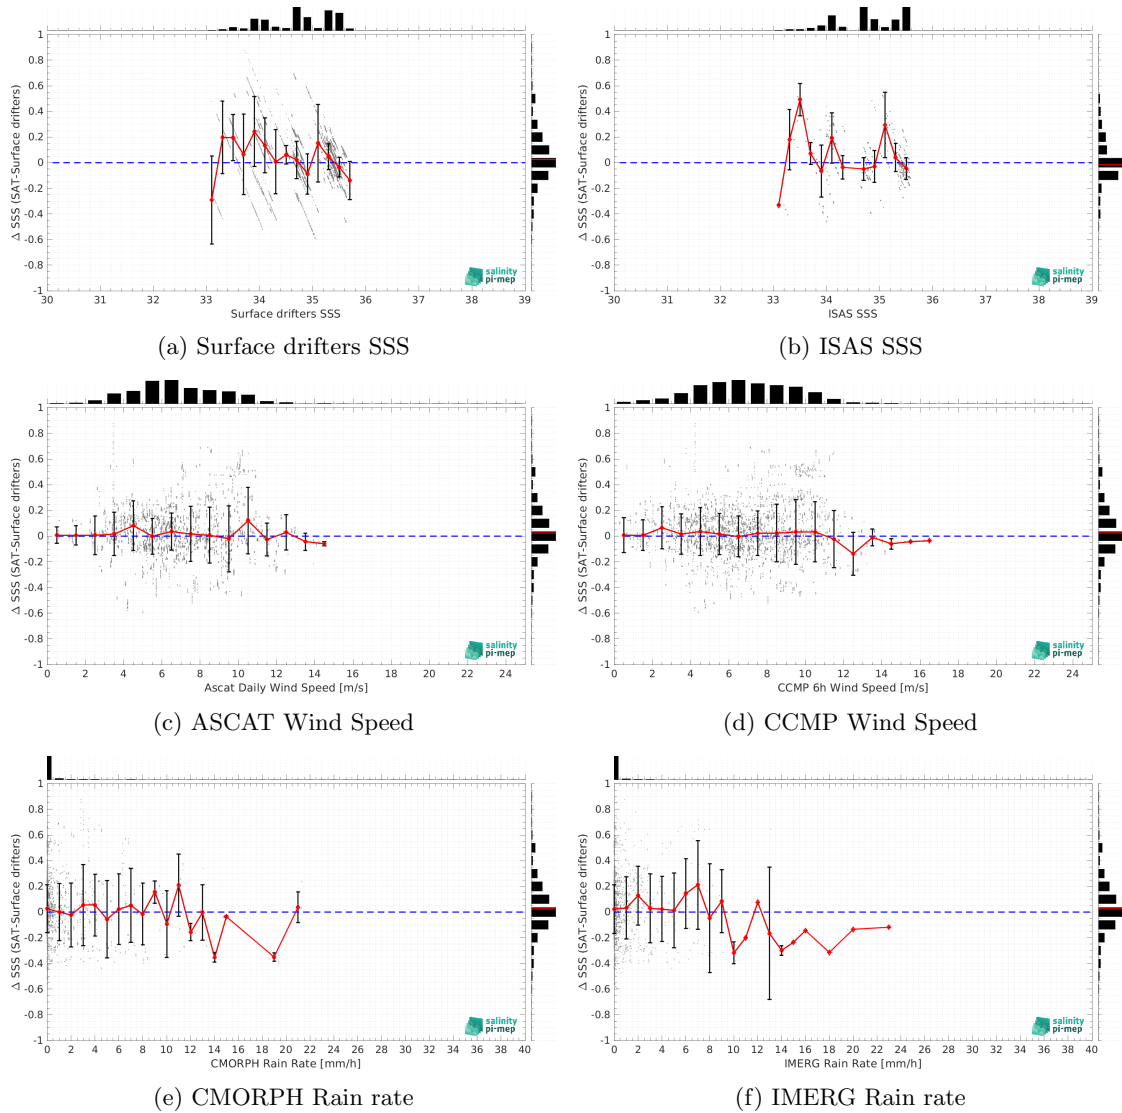 1
0.8
0.6
0.4
0.2
0
-0.2
-0.4
-0.6
-0.8
-1
Δ SSS (SAT-Surface drifters)
30 31 32 33 34 35 36 37 38 39
Surface drifters SSS
salinity
pi-mep
(a) Surface drifters SSS
1
0.8
0.6
0.4
0.2
0
-0.2
-0.4
-0.6
-0.8
-1
Δ SSS (SAT-Surface drifters)
30 31 32 33 34 35 36 37 38 39
ISAS SSS
salinity
pi-mep
(b) ISAS SSS
1
0.8
0.6
0.4
0.2
0
-0.2
-0.4
-0.6
-0.8
-1
Δ SSS (SAT-Surface drifters)
0 2 4 6 8 10 12 14 16 18 20 22 24
Ascat Daily Wind Speed [m/s]
salinity
pi-mep
(c) ASCAT Wind Speed
1
0.8
0.6
0.4
0.2
0
-0.2
-0.4
-0.6
-0.8
-1
Δ SSS (SAT-Surface drifters)
0 2 4 6 8 10 12 14 16 18 20 22 24
CCMP 6h Wind Speed [m/s]
salinity
pi-mep
(d) CCMP Wind Speed
1
0.8
0.6
0.4
0.2
0
-0.2
-0.4
-0.6
-0.8
-1
Δ SSS (SAT-Surface drifters)
0 2 4 6 8 10 12 14 16 18 20 22 24 26 28 30 32 34 36 38 40
CMORPH Rain Rate [mm/h]
salinity
pi-mep
(e) CMORPH Rain rate
1
0.8
0.6
0.4
0.2
0
-0.2
-0.4
-0.6
-0.8
-1
Δ SSS (SAT-Surface drifters)
0 2 4 6 8 10 12 14 16 18 20 22 24 26 28 30 32 34 36 38 40
IMERG Rain Rate [mm/h]
salinity
pi-mep
(f) IMERG Rain rate